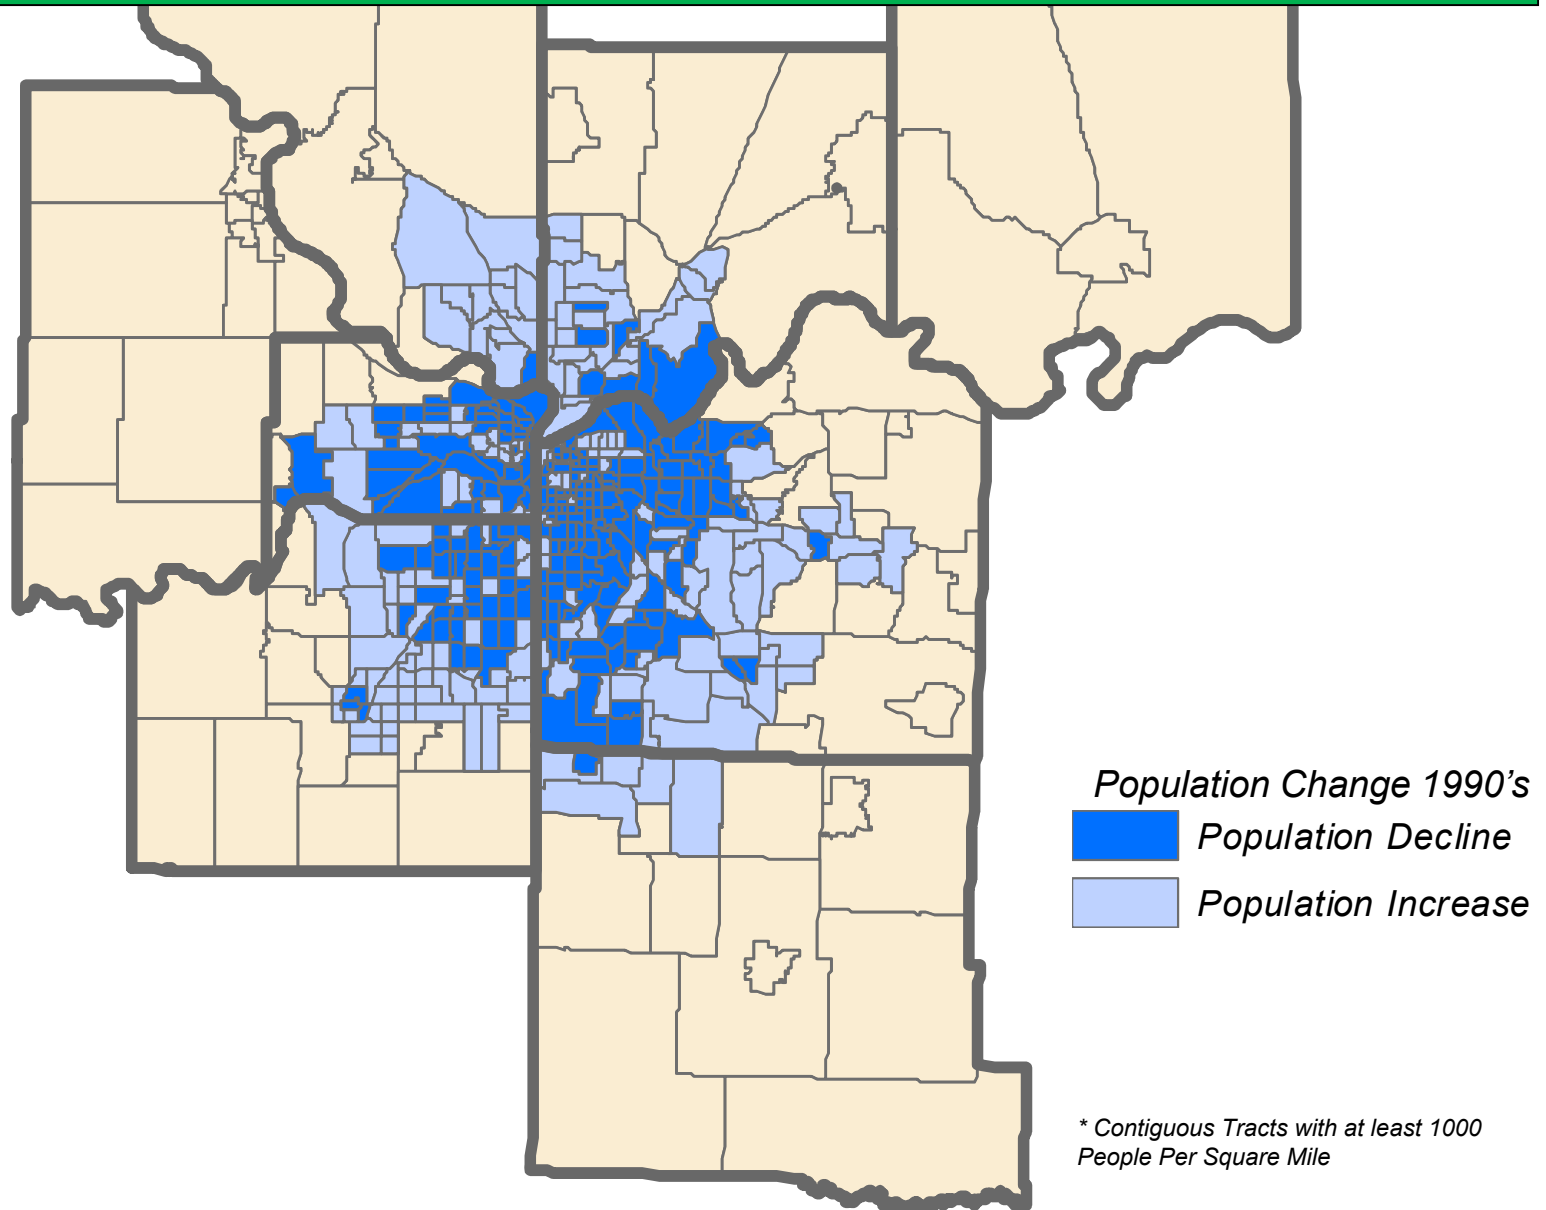 Population Change 1990's
Population Decline
Population Increase
* Contiguous Tracts with at least 1000
People Per Square Mile